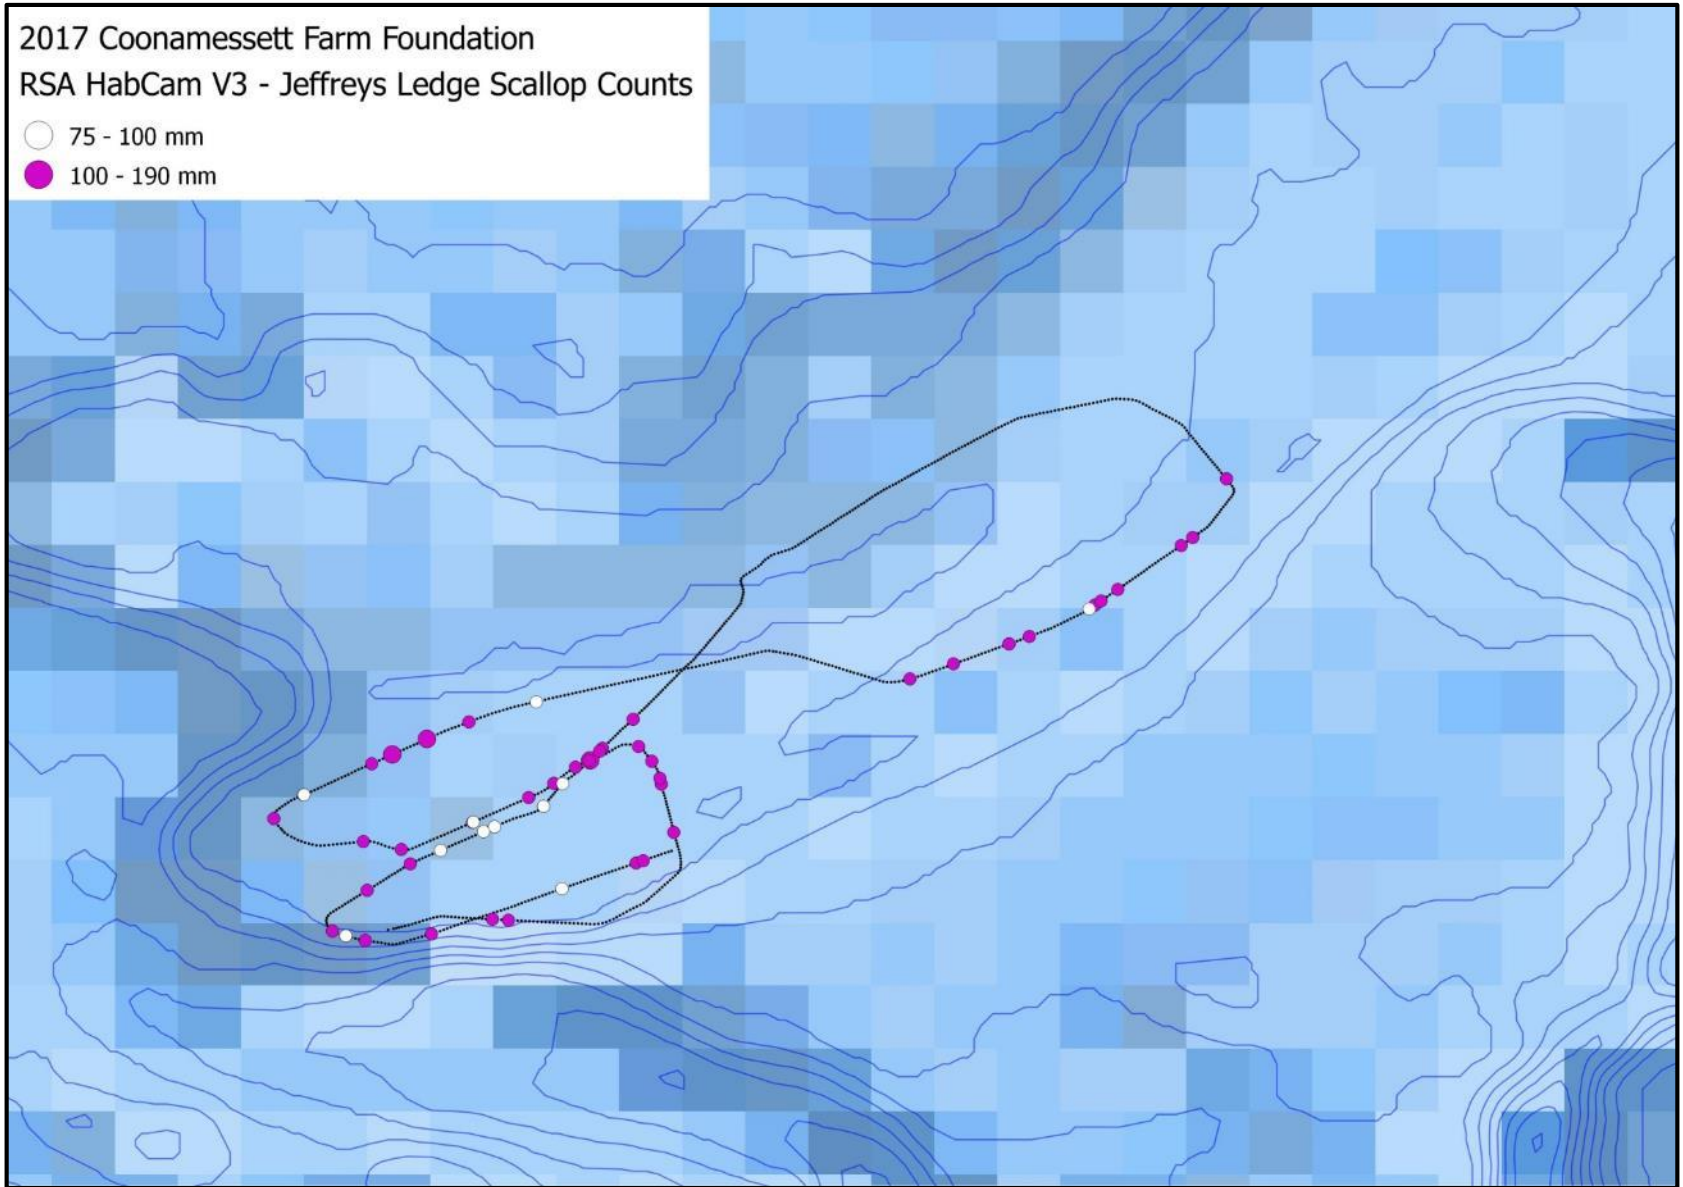 2017 Coonamessett Farm Foundation
RSA HabCam V3 - Jeffreys Ledge Scallop Counts
75 - 100 mm
100 - 190 mm